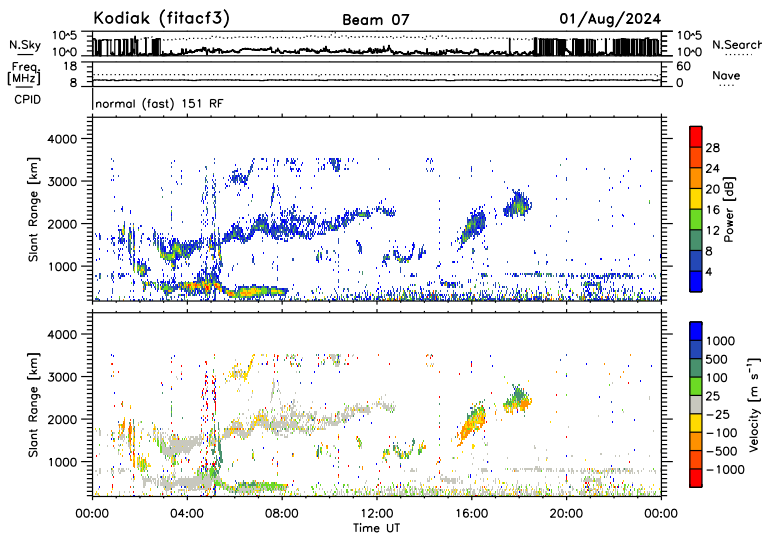 Kodiak (fitacf3) Beam 07 01/Aug/2024
N.Sky 10^5 10^0 10^5 10^0 N.Search
Freq. [MHz] 18 8 60 0 Nave
CPID normal (fast) 151 RF
Slant Range [km] 4000 3000 2000 1000
28 24 20 16 12 8 4 Power [dB]
Slant Range [km] 4000 3000 2000 1000
1000 500 100 25 −25 −100 −500 −1000 Velocity [m s⁻¹]
00:00 04:00 08:00 12:00 16:00 20:00 00:00
Time UT